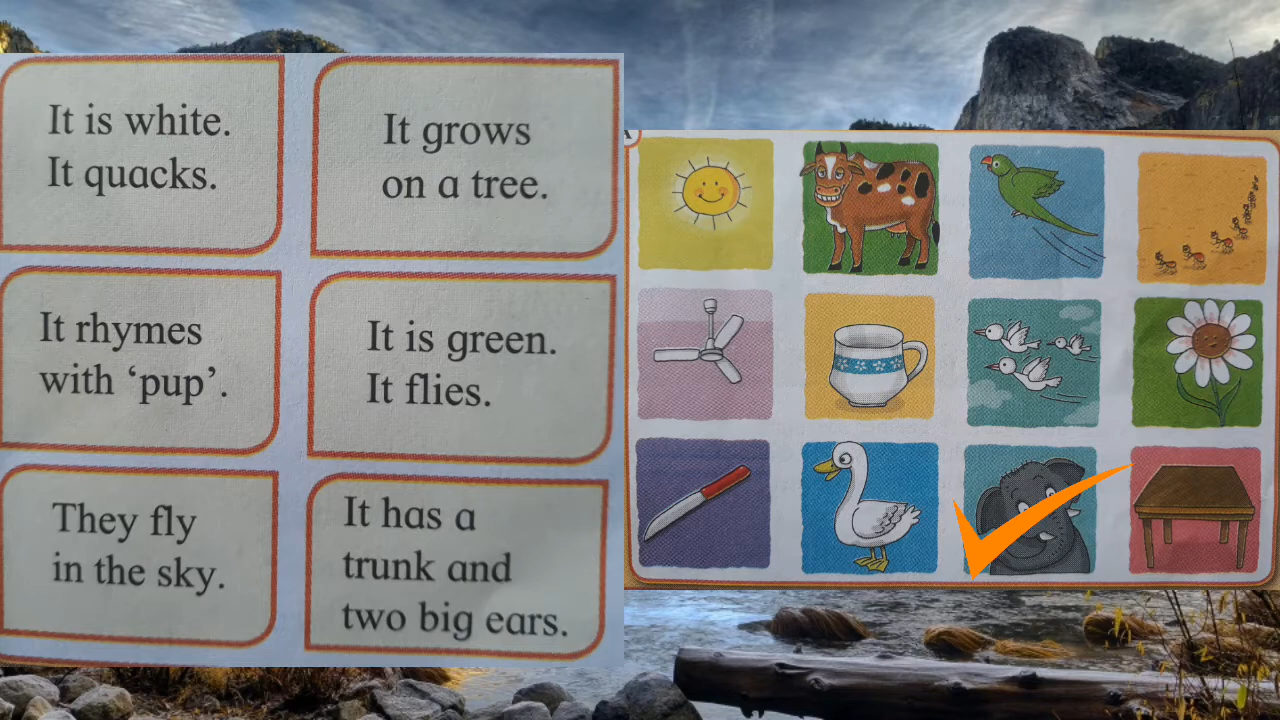 It is white.
It quacks.
It grows
on a tree.
It rhymes
with ‘pup’.
It is green.
It flies.
They fly
in the sky.
It has a
trunk and
two big ears.
A